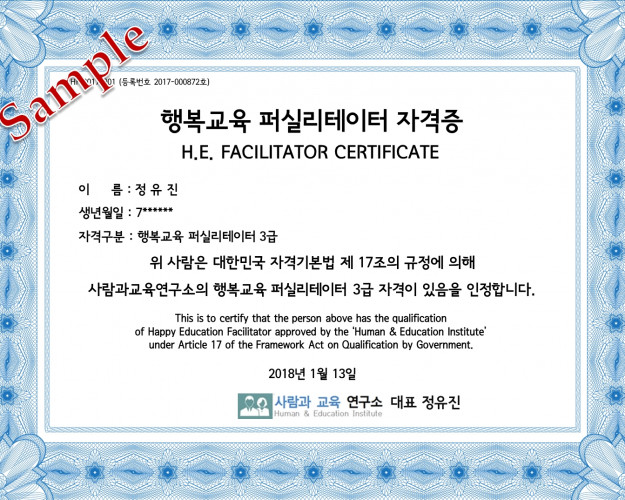 Sample
(등록번호 2017-000872호)
행복교육 퍼실리테이터 자격증
H.E. FACILITATOR CERTIFICATE
이 름 : 정 유 진
생년월일 : 7******
자격구분 : 행복교육 퍼실리테이터 3급
위 사람은 대한민국 자격기본법 제 17조의 규정에 의해
사람과교육연구소의 행복교육 퍼실리테이터 3급 자격이 있음을 인정합니다.
This is to certify that the person above has the qualification
of Happy Education Facilitator approved by the ‘Human & Education Institute’
under Article 17 of the Framework Act on Qualification by Government.
2018년 1월 13일
사람과 교육 연구소 대표 정유진
Human & Education Institute